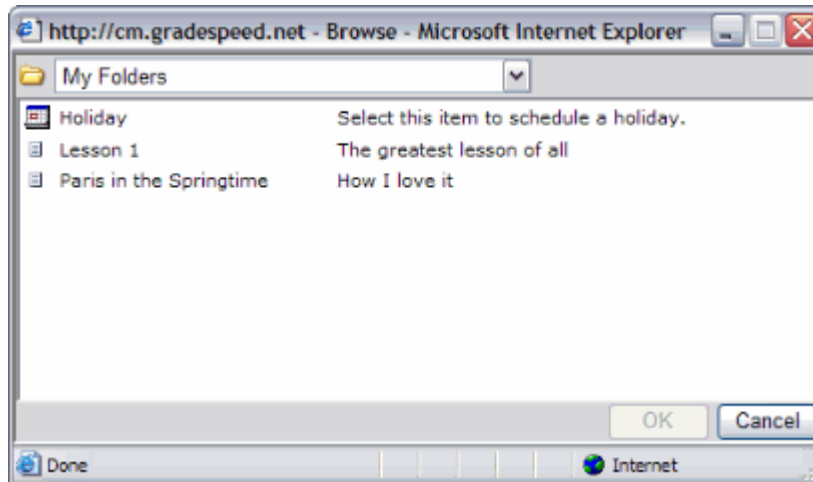 http://cm.gradespeed.net - Browse - Microsoft Internet Explorer
My Folders
Holiday Select this item to schedule a holiday.
Lesson 1 The greatest lesson of all
Paris in the Springtime How I love it
OK Cancel
Done Internet